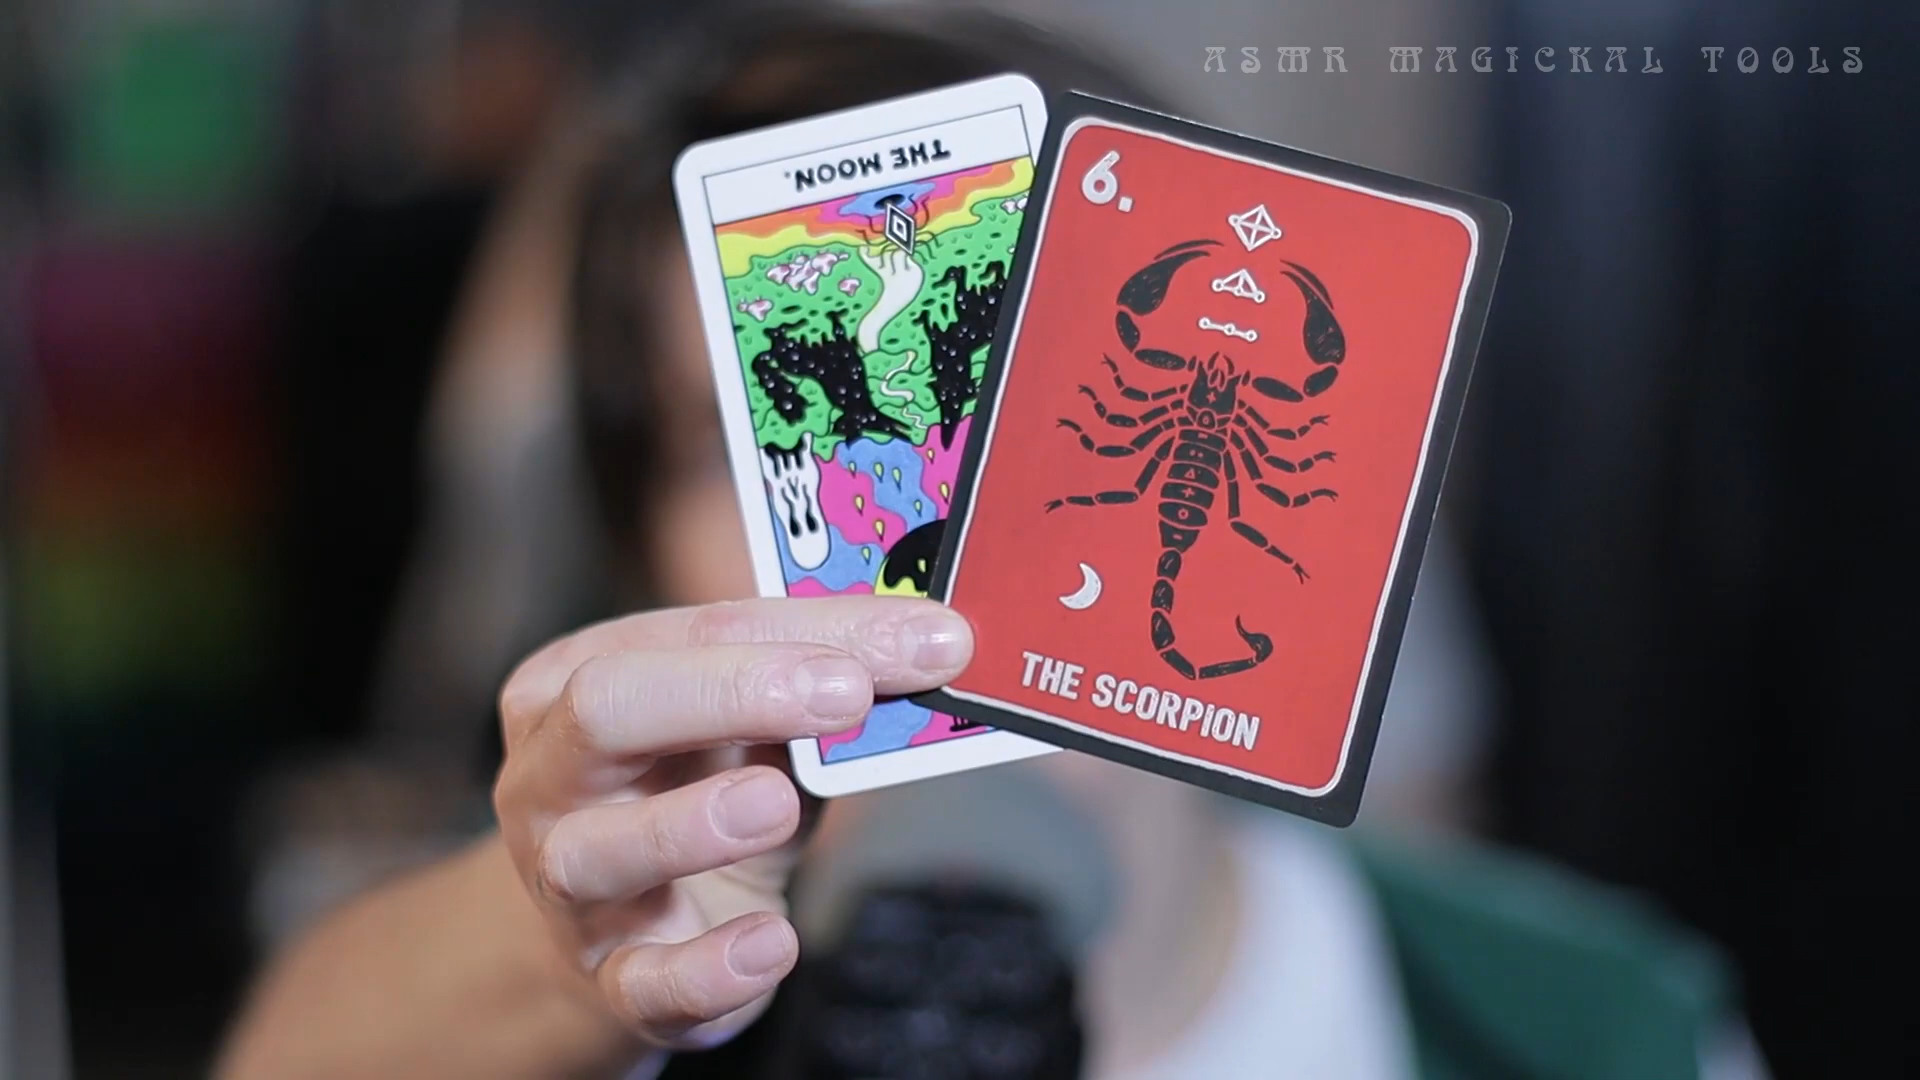 ASMR MAGICKAL TOOLS
THE MOON.
6.
THE SCORPION